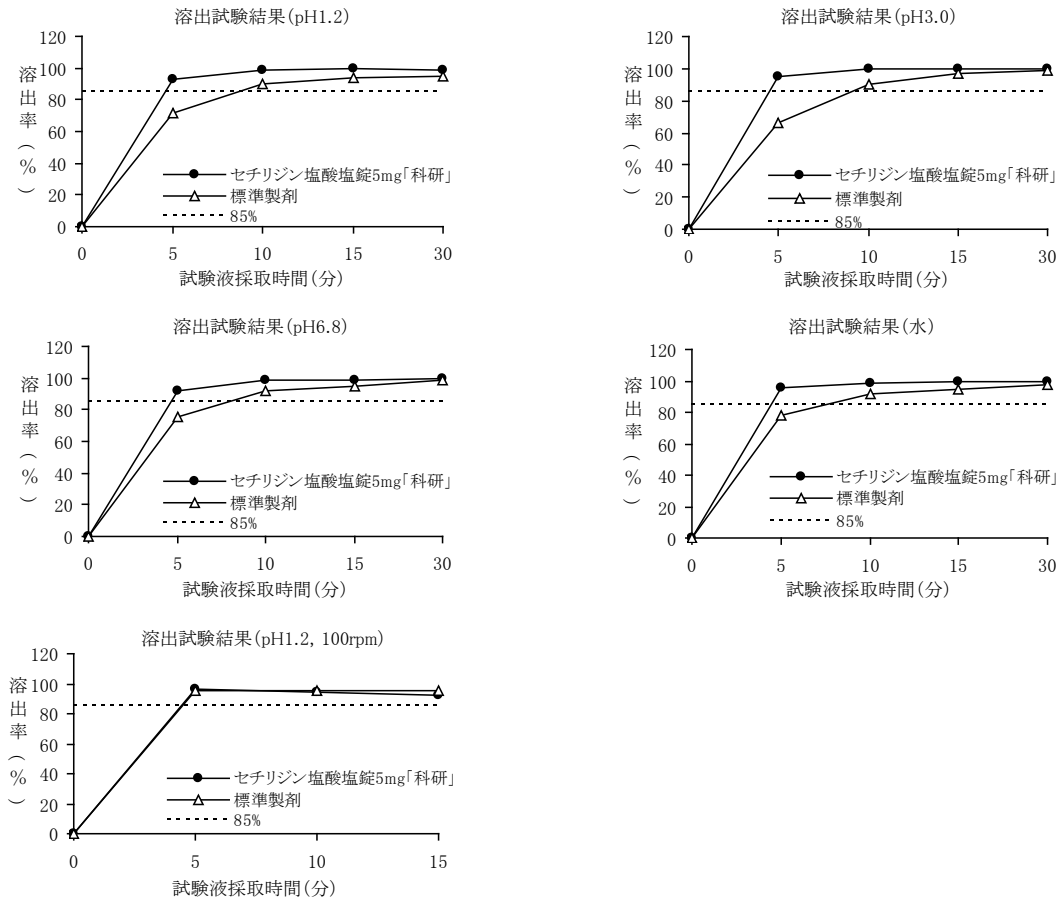 溶出試験結果(pH1.2)
120
100
80
60
40
20
0
溶出率(%)
セチリジン塩酸塩錠5mg「科研」
標準製剤
85%
0 5 10 15 30
試験液採取時間(分)
溶出試験結果(pH3.0)
120
100
80
60
40
20
0
溶出率(%)
セチリジン塩酸塩錠5mg「科研」
標準製剤
85%
0 5 10 15 30
試験液採取時間(分)
溶出試験結果(pH6.8)
120
100
80
60
40
20
0
溶出率(%)
セチリジン塩酸塩錠5mg「科研」
標準製剤
85%
0 5 10 15 30
試験液採取時間(分)
溶出試験結果(水)
120
100
80
60
40
20
0
溶出率(%)
セチリジン塩酸塩錠5mg「科研」
標準製剤
85%
0 5 10 15 30
試験液採取時間(分)
溶出試験結果(pH1.2, 100rpm)
120
100
80
60
40
20
0
溶出率(%)
セチリジン塩酸塩錠5mg「科研」
標準製剤
85%
0 5 10 15
試験液採取時間(分)